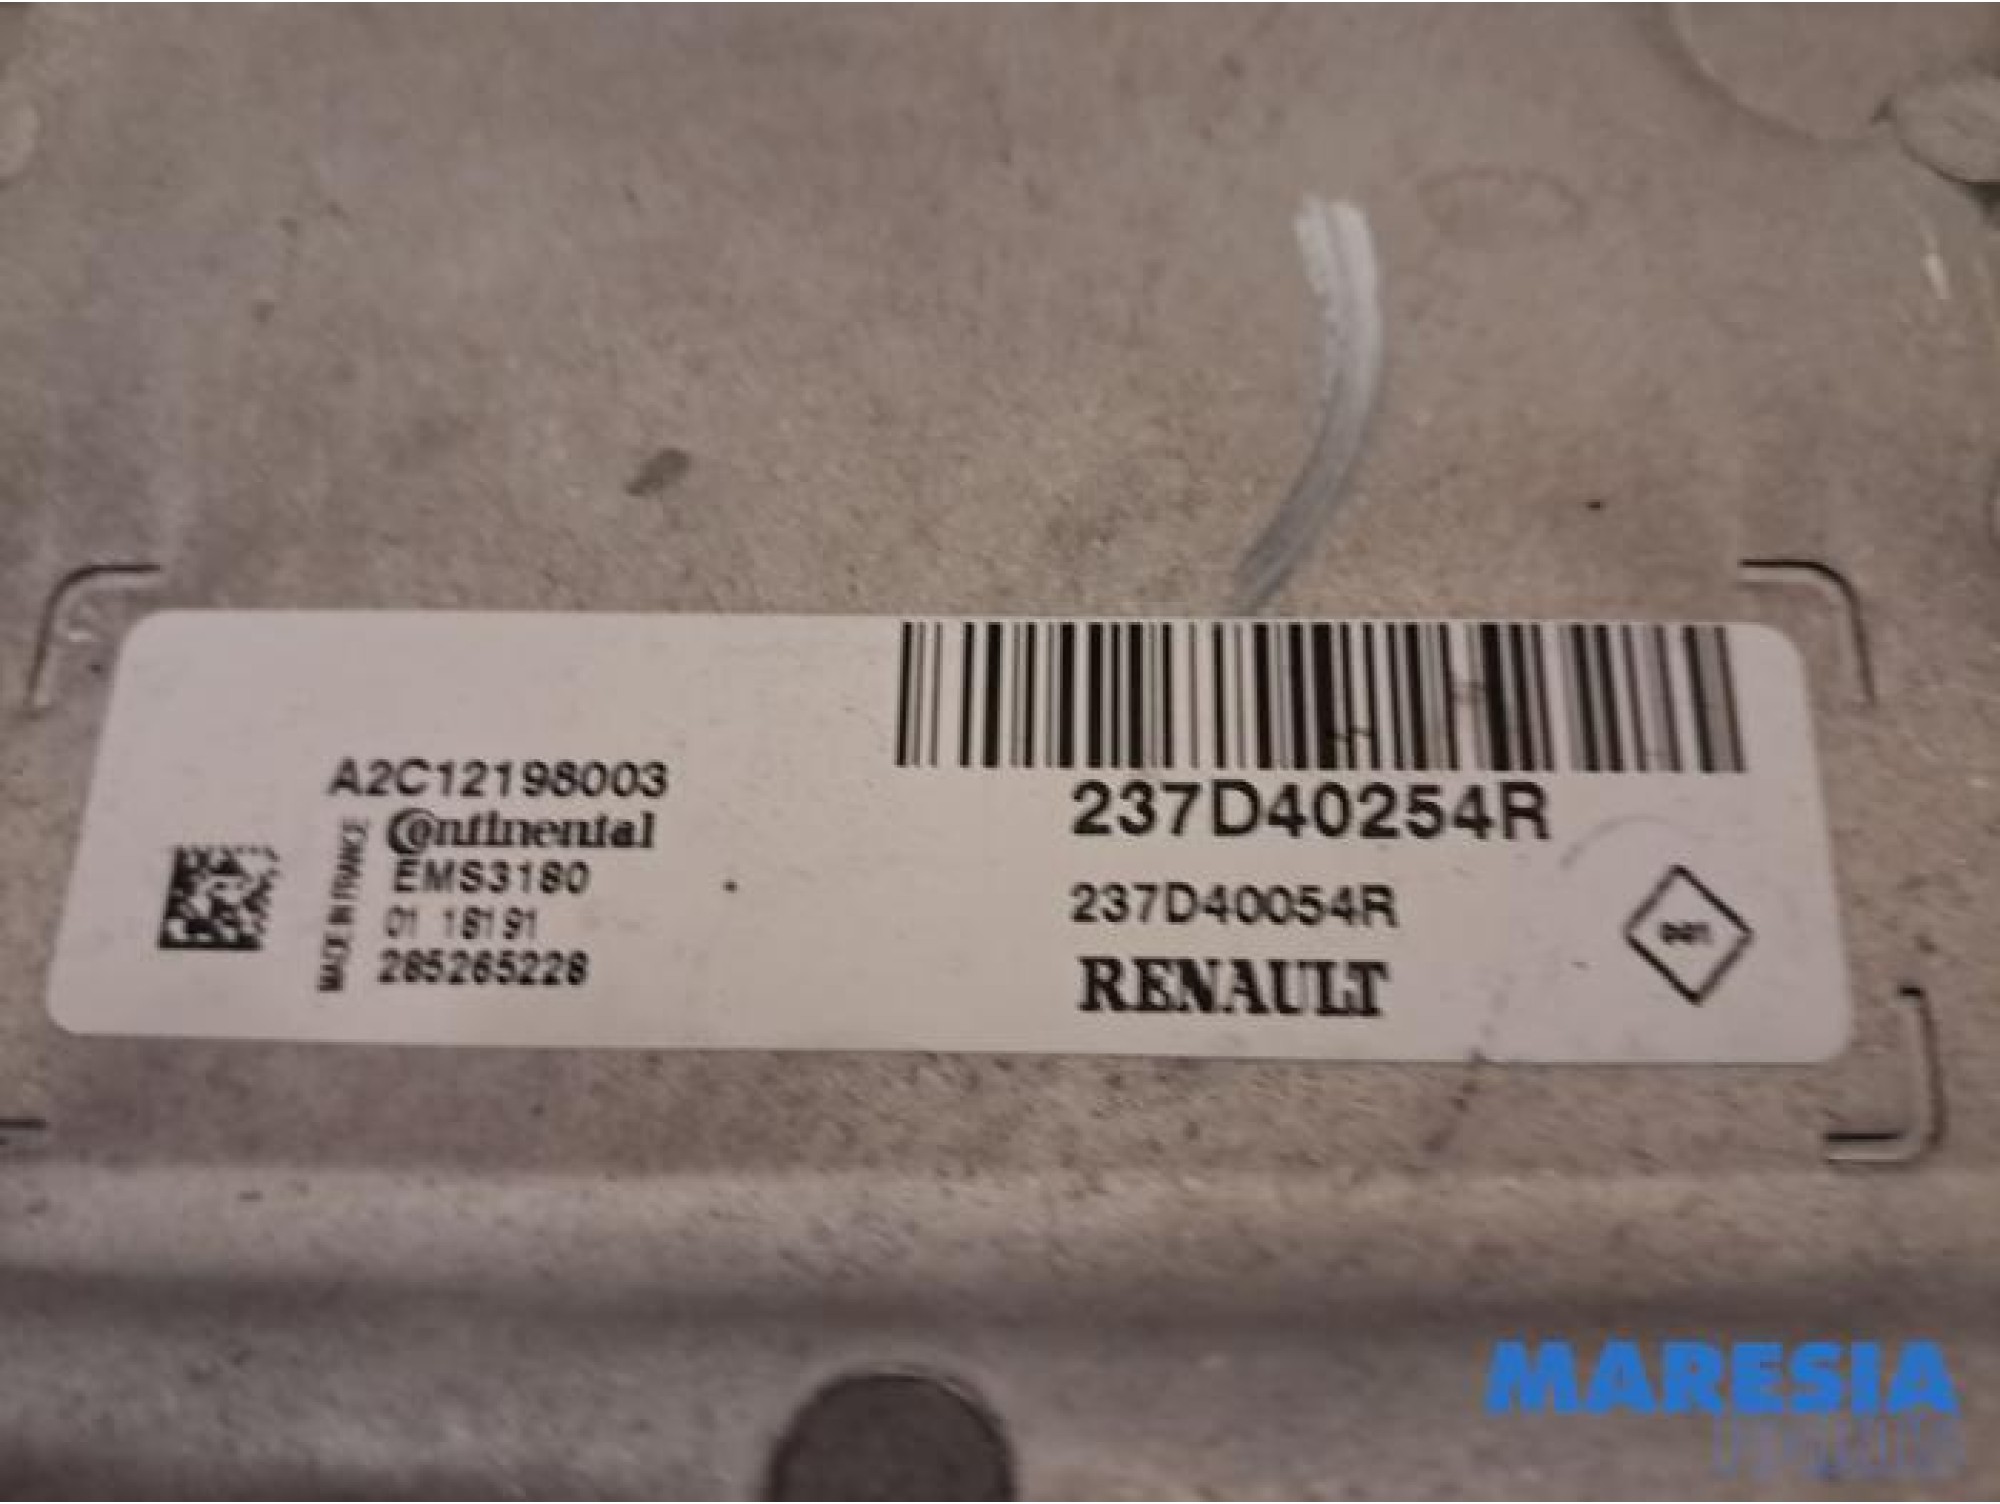 A2C12198003
Continental
EMS3180
01 18191
285265228
MADE IN FRANCE
237D40254R
237D40054R
RENAULT
MARESIA